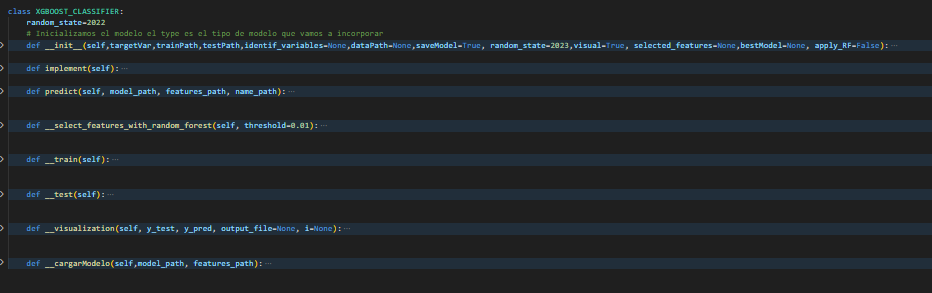 class XGBOOST_CLASSIFIER:
random_state=2022
# Inicializamos el modelo el type es el tipo de modelo que vamos a incorporar
def __init__(self,targetVar,trainPath,testPath,identif_variables=None,dataPath=None,saveModel=True, random_state=2023,visual=True, selected_features=None,bestModel=None, apply_RF=False): ···
def implement(self): ···
def predict(self, model_path, features_path, name_path): ···
def __select_features_with_random_forest(self, threshold=0.01): ···
def __train(self): ···
def __test(self): ···
def __visualization(self, y_test, y_pred, output_file=None, i=None): ···
def __cargarModelo(self,model_path, features_path): ···